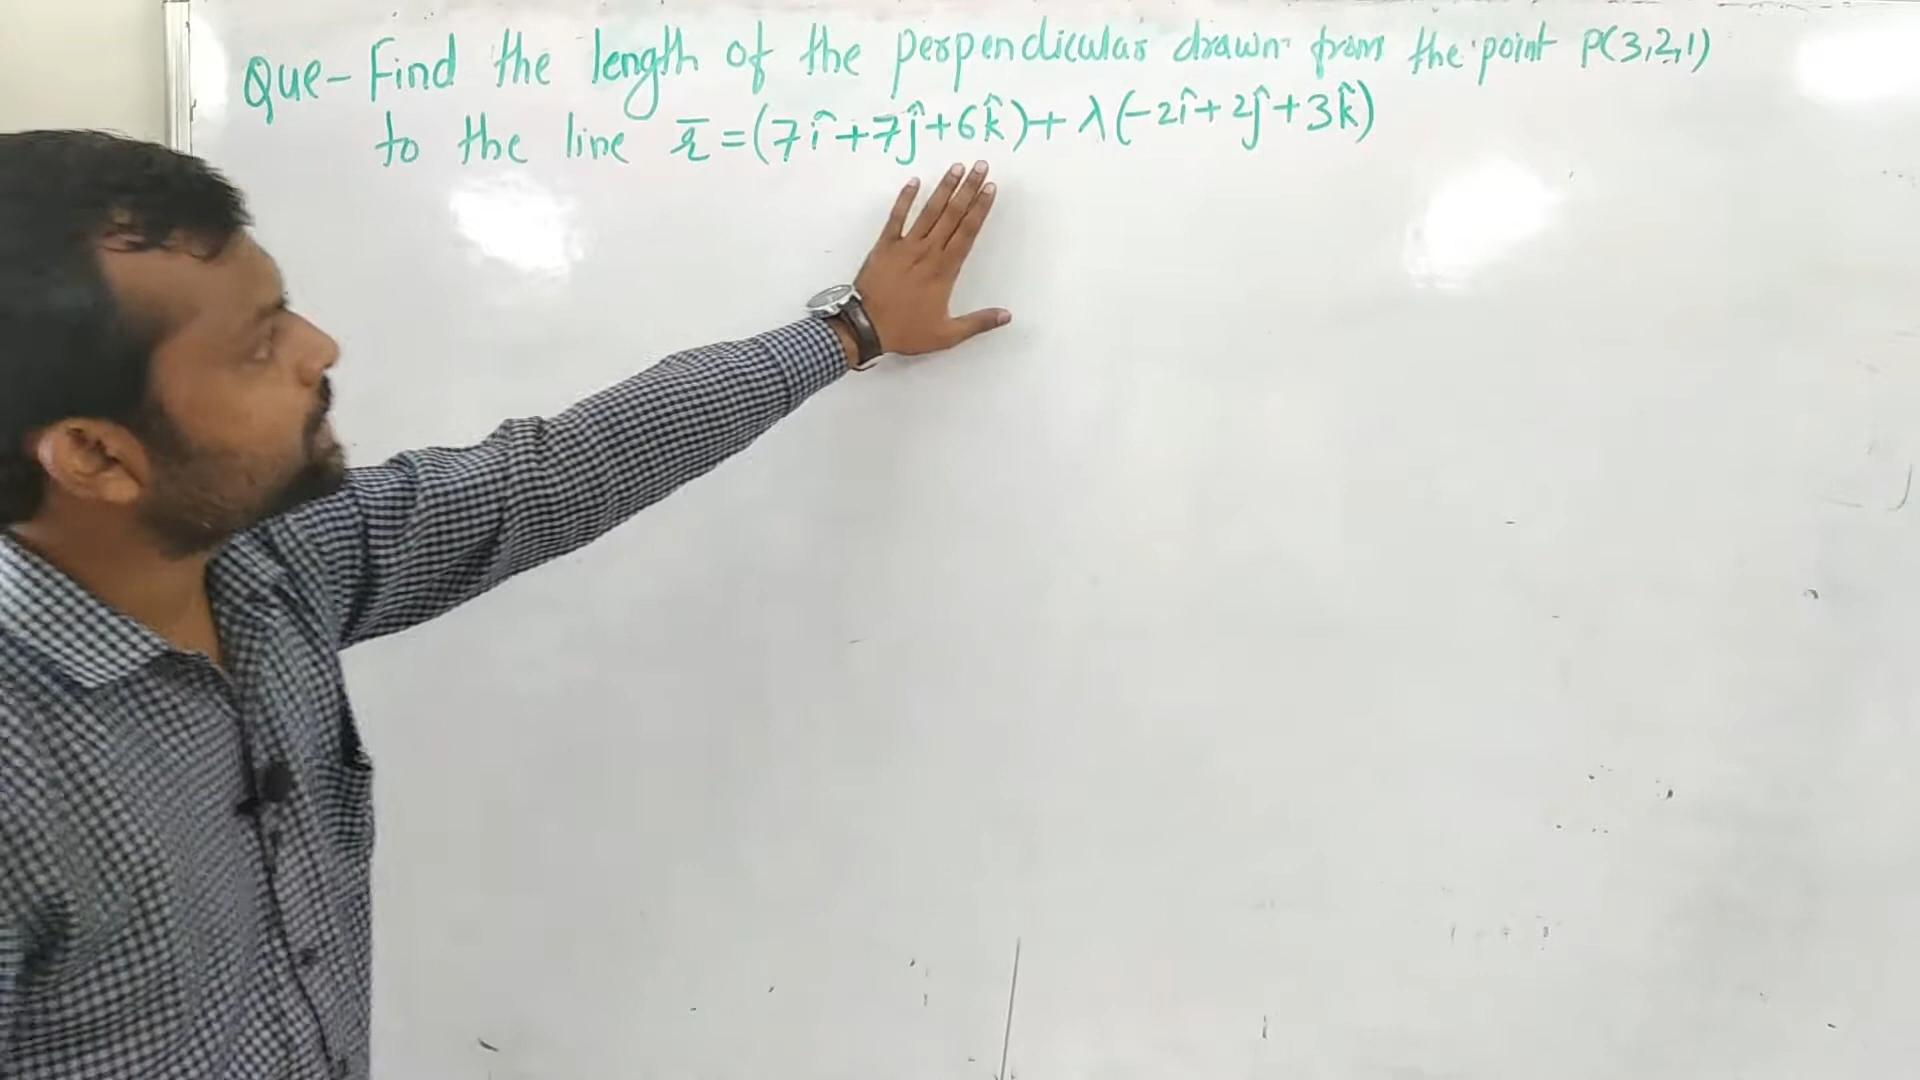 Que- Find the length of the perpendicular drawn from the point P(3,2,1)
to the line r̄ = (7î+7ĵ+6k̂)+λ(-2î+2ĵ+3k̂)